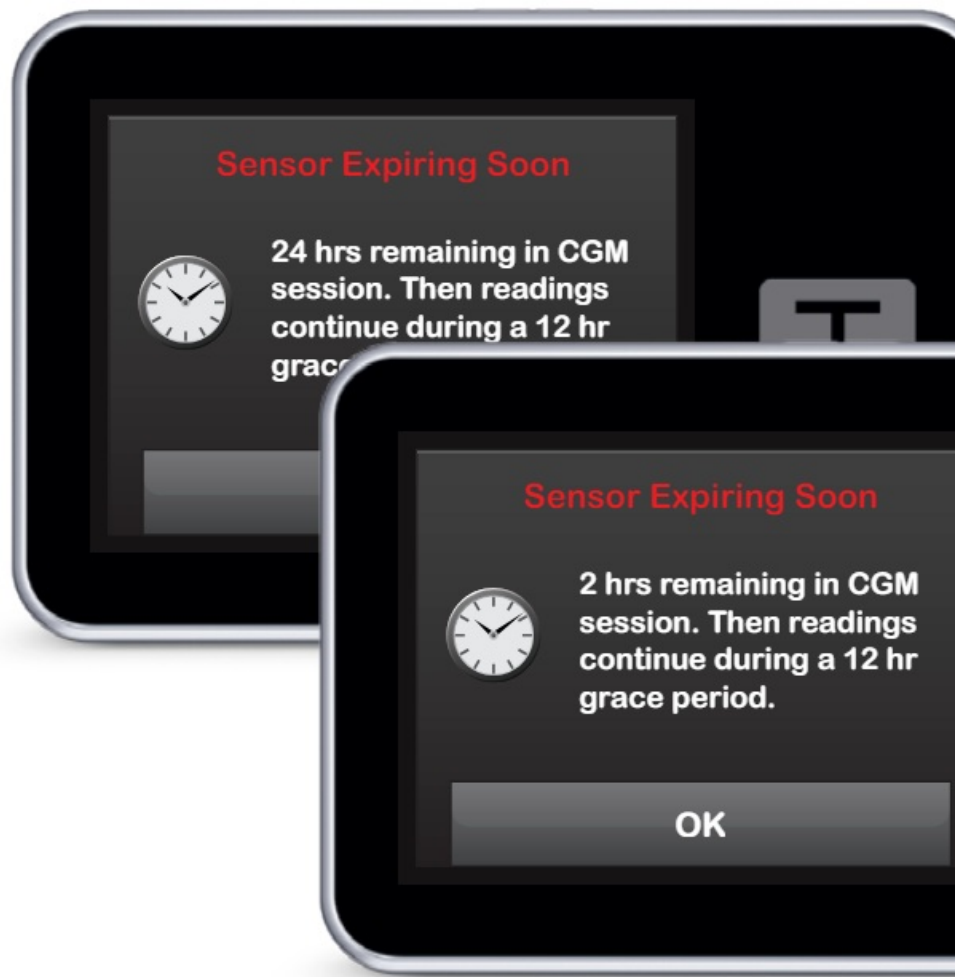 Sensor Expiring Soon
24 hrs remaining in CGM
session. Then readings
continue during a 12 hr
grace
Sensor Expiring Soon
2 hrs remaining in CGM
session. Then readings
continue during a 12 hr
grace period.
OK